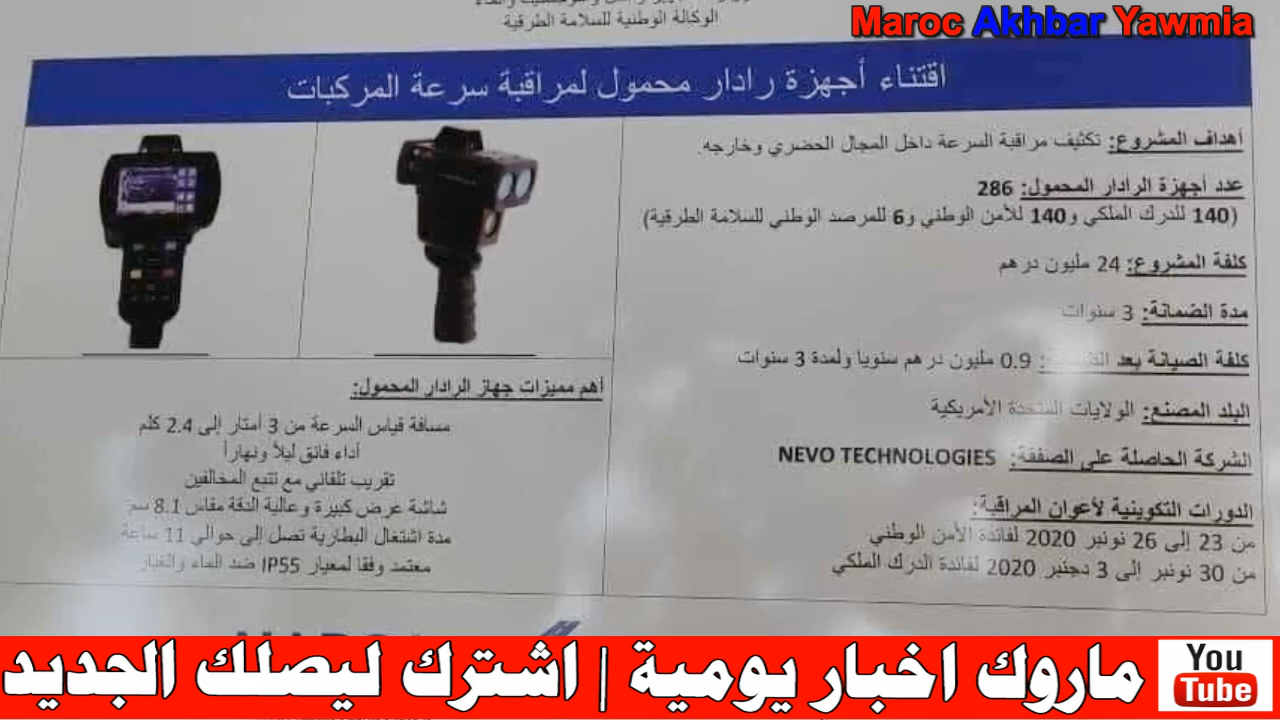 Maroc Akhbar Yawmia
الوكالة الوطنية للسلامة الطرقية
اقتناء أجهزة رادار محمول لمراقبة سرعة المركبات
أهداف المشروع: تكثيف مراقبة السرعة داخل المجال الحضري وخارجه.
عدد أجهزة الرادار المحمول: 286
(140 للدرك الملكي و140 للأمن الوطني و6 للمرصد الوطني للسلامة الطرقية)
كلفة المشروع: 24 مليون درهم
مدة الضمانة: 3 سنوات
كلفة الصيانة بعد الضمانة: 0.9 مليون درهم سنويا ولمدة 3 سنوات
البلد المصنع: الولايات المتحدة الأمريكية
الشركة الحاصلة على الصفقة: NEVO TECHNOLOGIES
الدورات التكوينية لأعوان المراقبة:
من 23 إلى 26 نونبر 2020 لفائدة الأمن الوطني
من 30 نونبر إلى 3 دجنبر 2020 لفائدة الدرك الملكي
أهم مميزات جهاز الرادار المحمول:
مسافة قياس السرعة من 3 أمتار إلى 2.4 كلم
أداء فائق ليلاً ونهاراً
تقريب تلقائي مع تتبع المخالفين
شاشة عرض كبيرة وعالية الدقة مقاس 8.1 سم
مدة اشتغال البطارية تصل إلى حوالي 11 ساعة
معتمد وفقا لمعيار IP55 ضد الماء والغبار
ماروك اخبار يومية | اشترك ليصلك الجديد
You
Tube